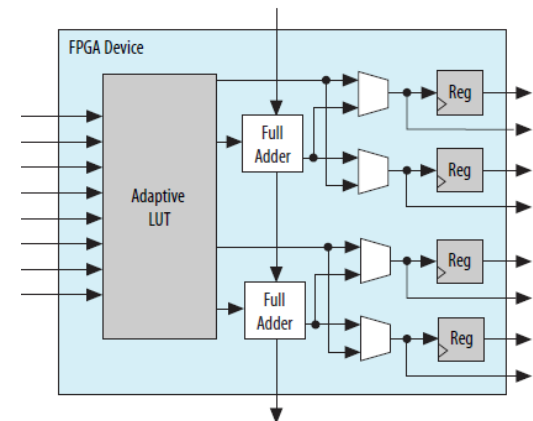 FPGA Device
Adaptive
LUT
Full
Adder
Reg
Reg
Full
Adder
Reg
Reg